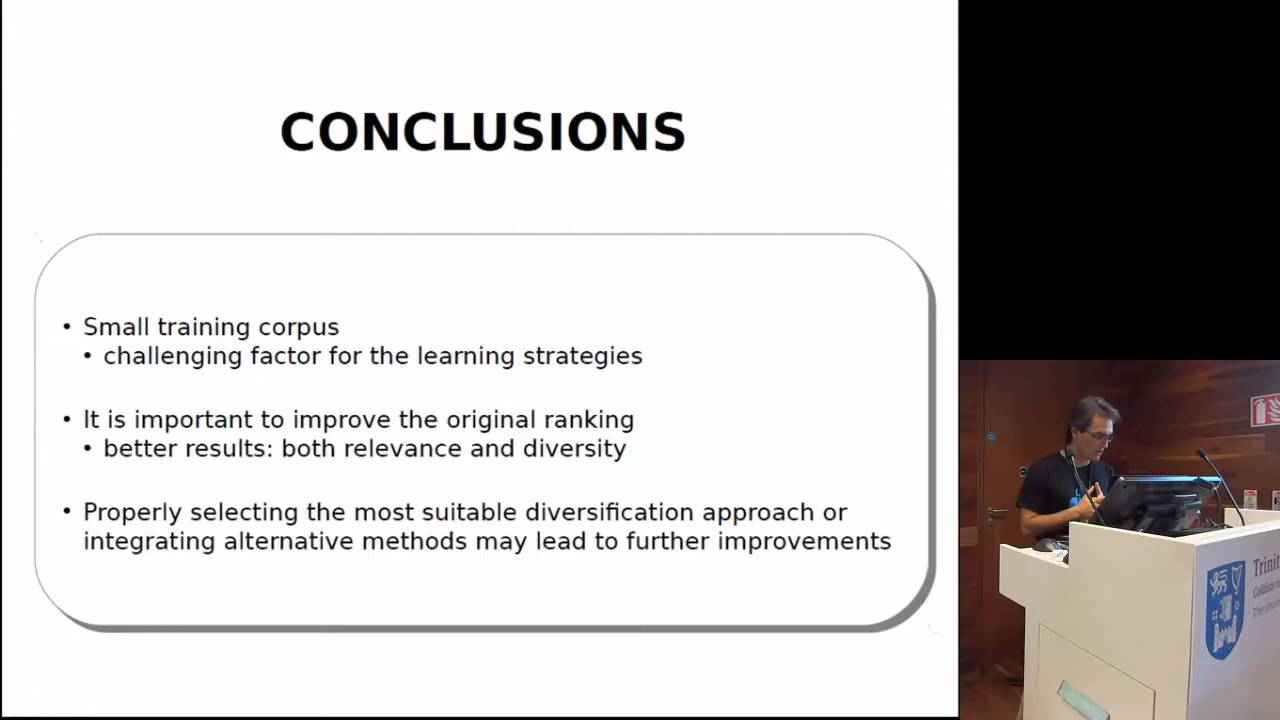 CONCLUSIONS
• Small training corpus
• challenging factor for the learning strategies
• It is important to improve the original ranking
• better results: both relevance and diversity
• Properly selecting the most suitable diversification approach or
integrating alternative methods may lead to further improvements
Trinit